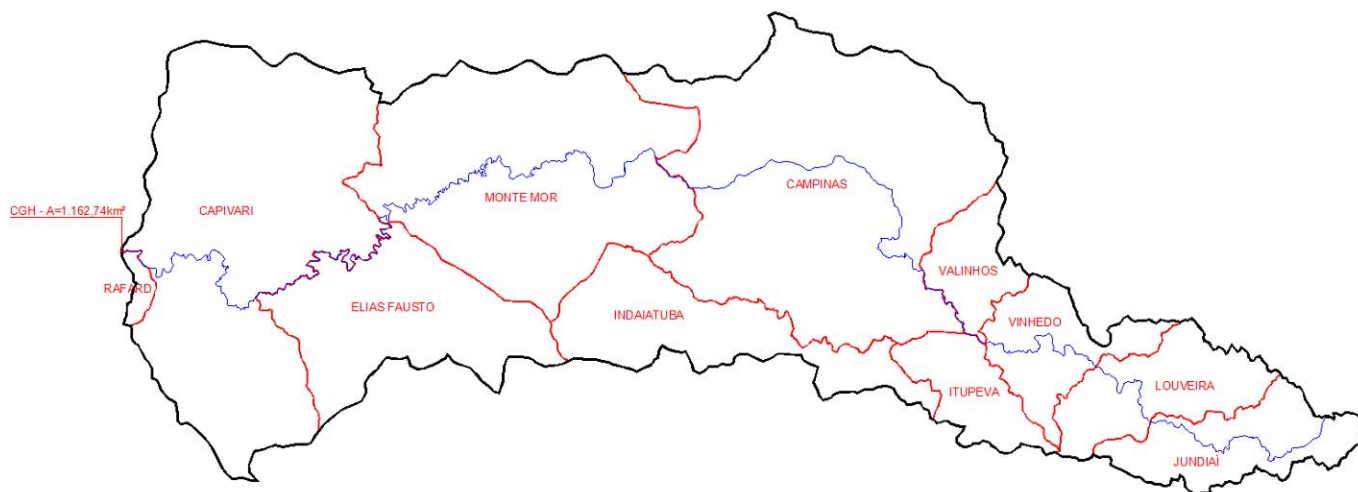 CAMPINAS
MONTE MOR
CAPIVARI
CGH - A=1.162,74km²
VALINHOS
RAFARD
ELIAS FAUSTO
INDAIATUBA
VINHEDO
LOUVEIRA
ITUPEVA
JUNDIAÍ